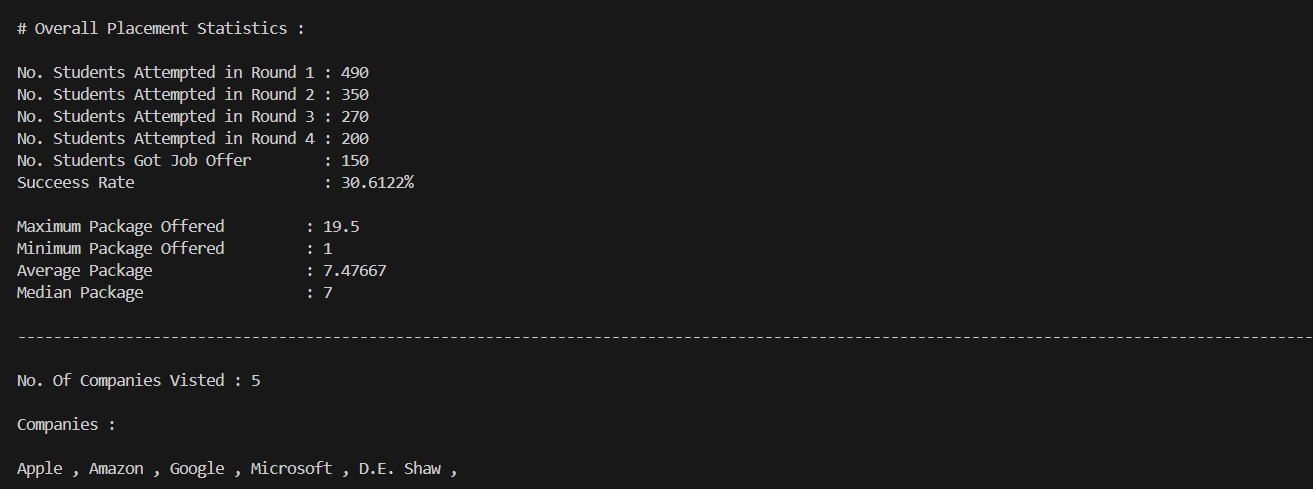 # Overall Placement Statistics :
No. Students Attempted in Round 1 : 490
No. Students Attempted in Round 2 : 350
No. Students Attempted in Round 3 : 270
No. Students Attempted in Round 4 : 200
No. Students Got Job Offer : 150
Succeess Rate : 30.6122%
Maximum Package Offered : 19.5
Minimum Package Offered : 1
Average Package : 7.47667
Median Package : 7
------------------------------------------------------------------------------------------------------------------------------------------------
No. Of Companies Visted : 5
Companies :
Apple , Amazon , Google , Microsoft , D.E. Shaw ,